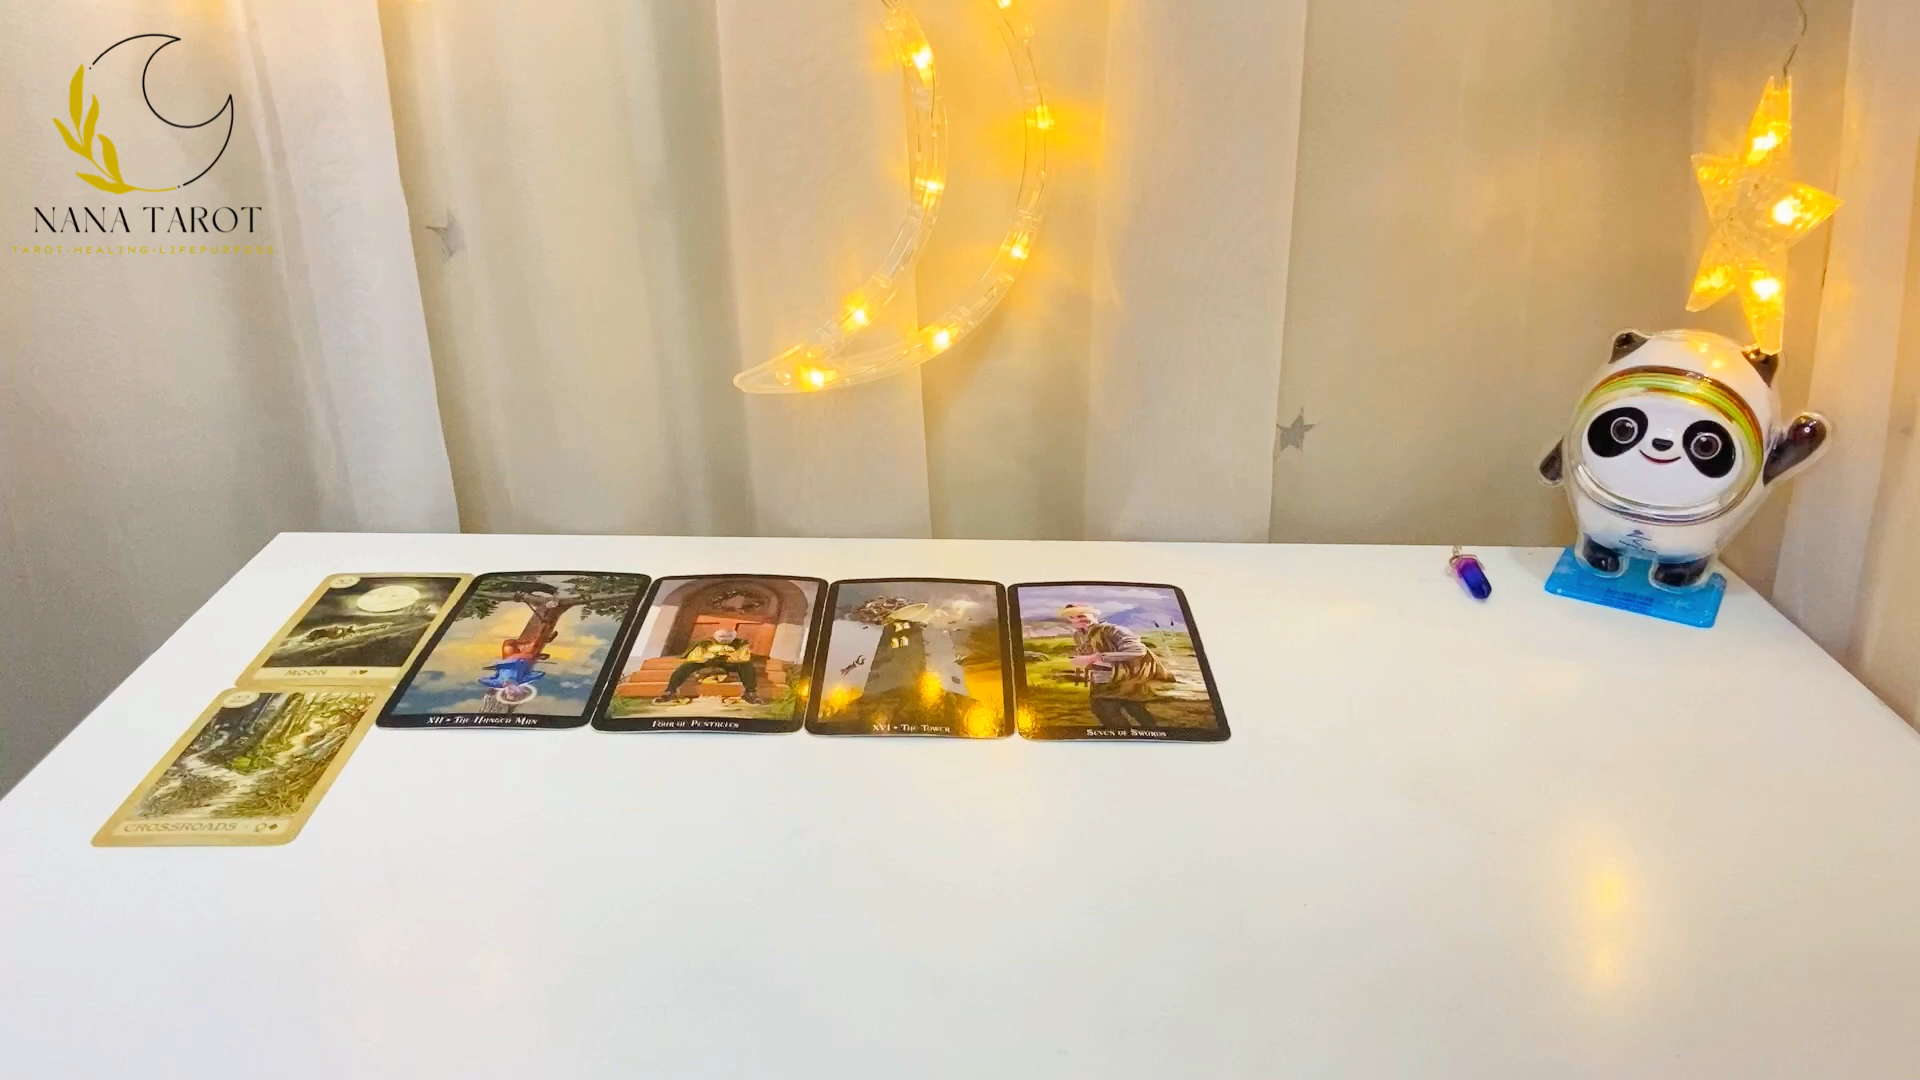 NANA TAROT
TAROT-HEALING-LIFEPURPOSE
32
MOON
XII • THE HANGED MAN
FOUR OF PENTACLES
XVI • THE TOWER
SEVEN OF SWORDS
CROSSROADS Q♦